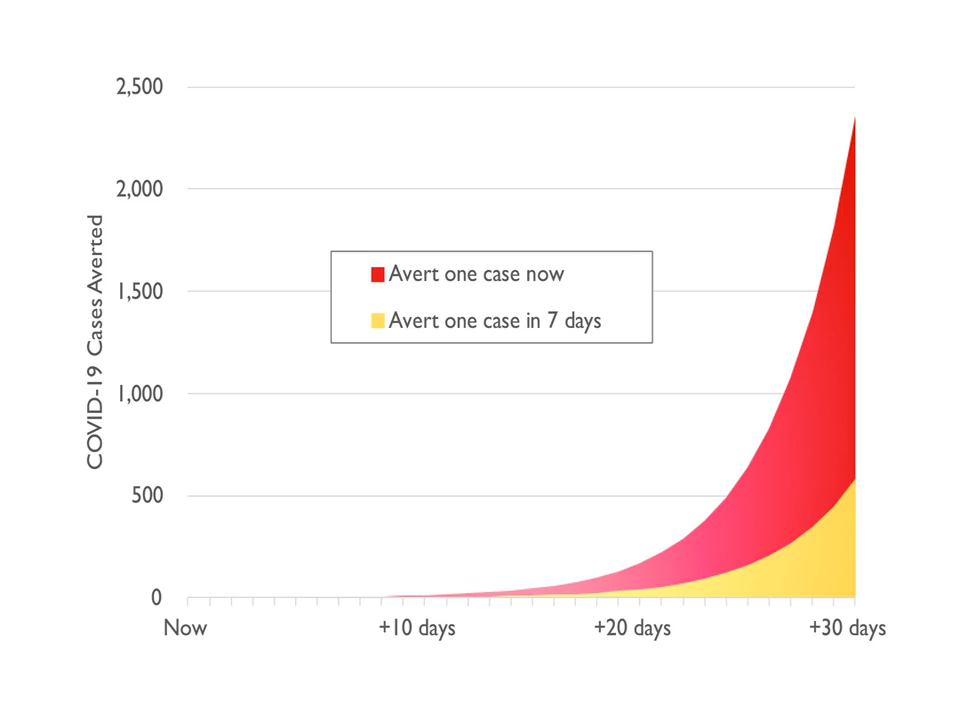 2,500
2,000
1,500
1,000
500
0
COVID-19 Cases Averted
Avert one case now
Avert one case in 7 days
Now
+10 days
+20 days
+30 days